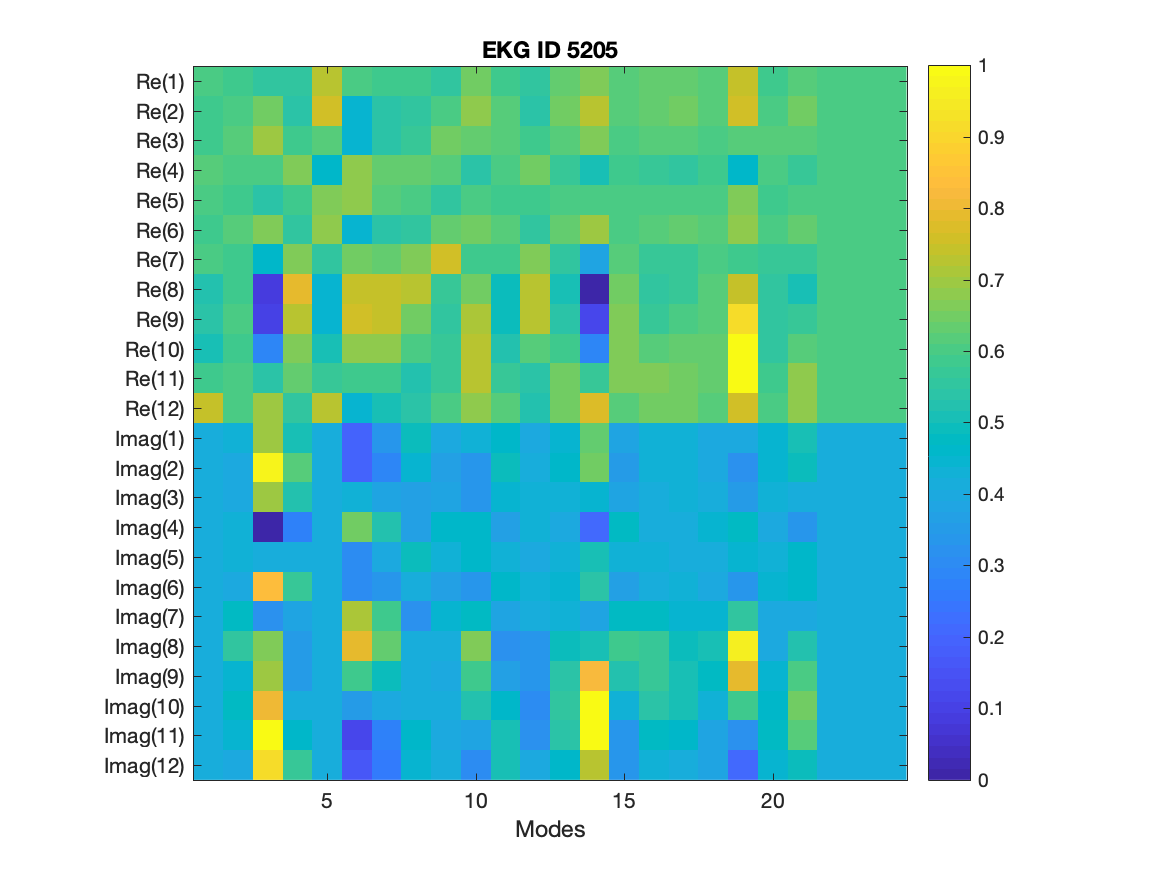 EKG ID 5205
Re(1)
Re(2)
Re(3)
Re(4)
Re(5)
Re(6)
Re(7)
Re(8)
Re(9)
Re(10)
Re(11)
Re(12)
Imag(1)
Imag(2)
Imag(3)
Imag(4)
Imag(5)
Imag(6)
Imag(7)
Imag(8)
Imag(9)
Imag(10)
Imag(11)
Imag(12)
5 10 15 20
Modes
1
0.9
0.8
0.7
0.6
0.5
0.4
0.3
0.2
0.1
0